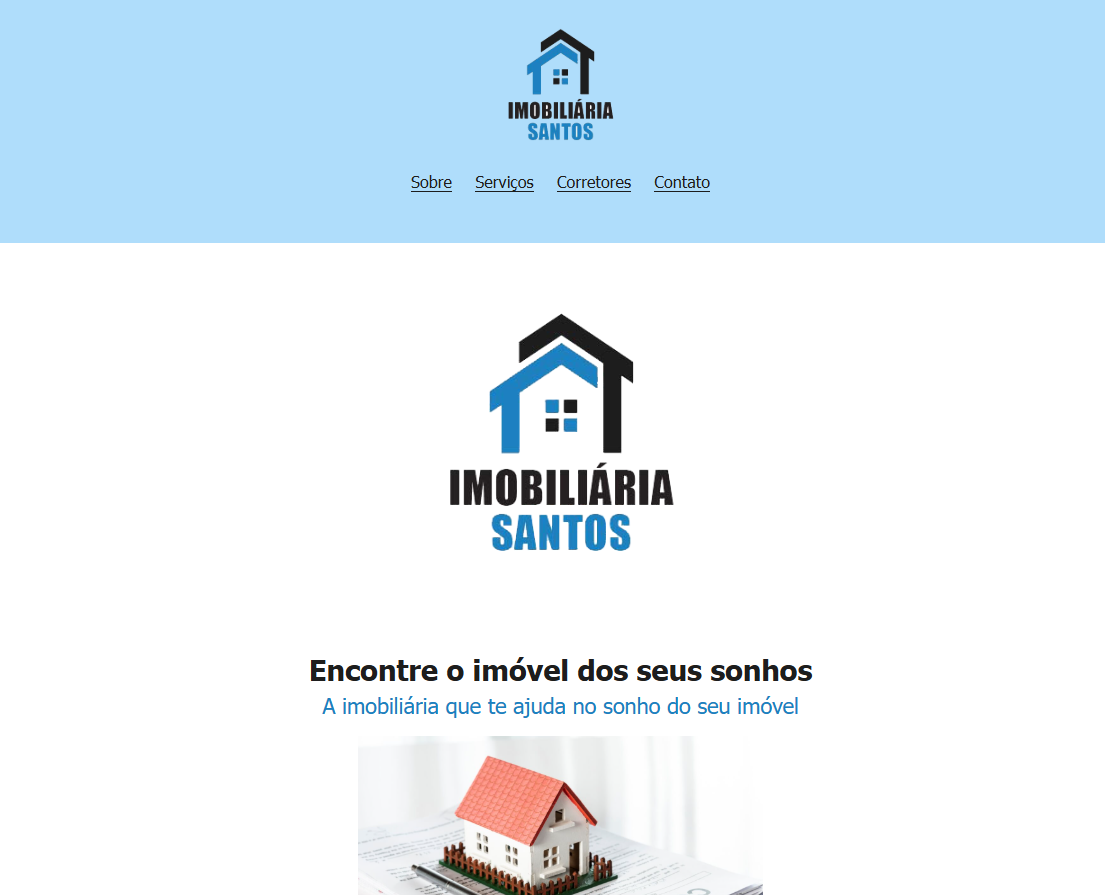 IMOBILIÁRIA
SANTOS
Sobre Serviços Corretores Contato
IMOBILIÁRIA
SANTOS
Encontre o imóvel dos seus sonhos
A imobiliária que te ajuda no sonho do seu imóvel